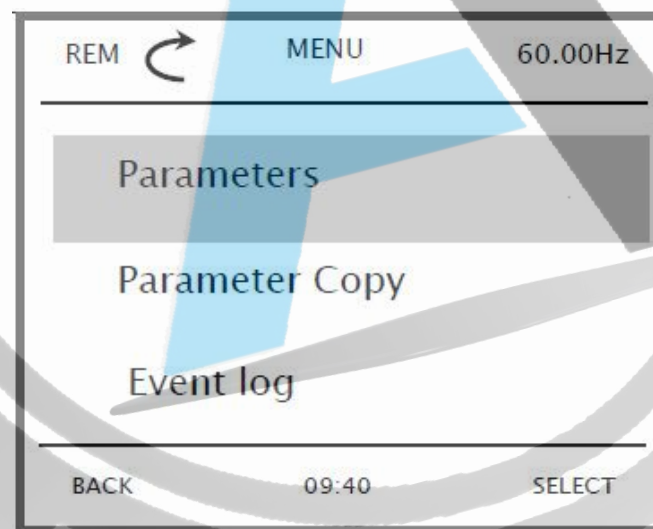 REM MENU 60.00Hz
Parameters
Parameter Copy
Event log
BACK 09:40 SELECT